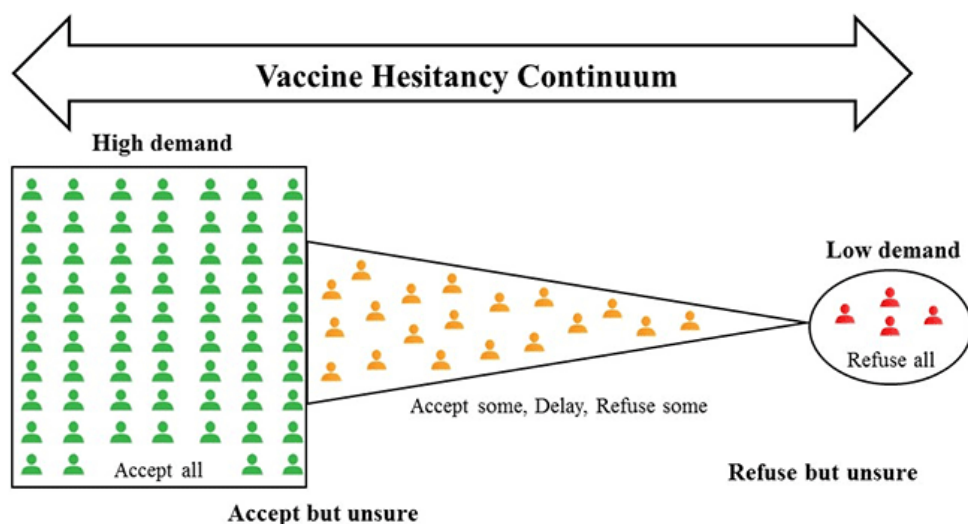 Vaccine Hesitancy Continuum
High demand
Low demand
Refuse all
Accept some, Delay, Refuse some
Accept all
Refuse but unsure
Accept but unsure